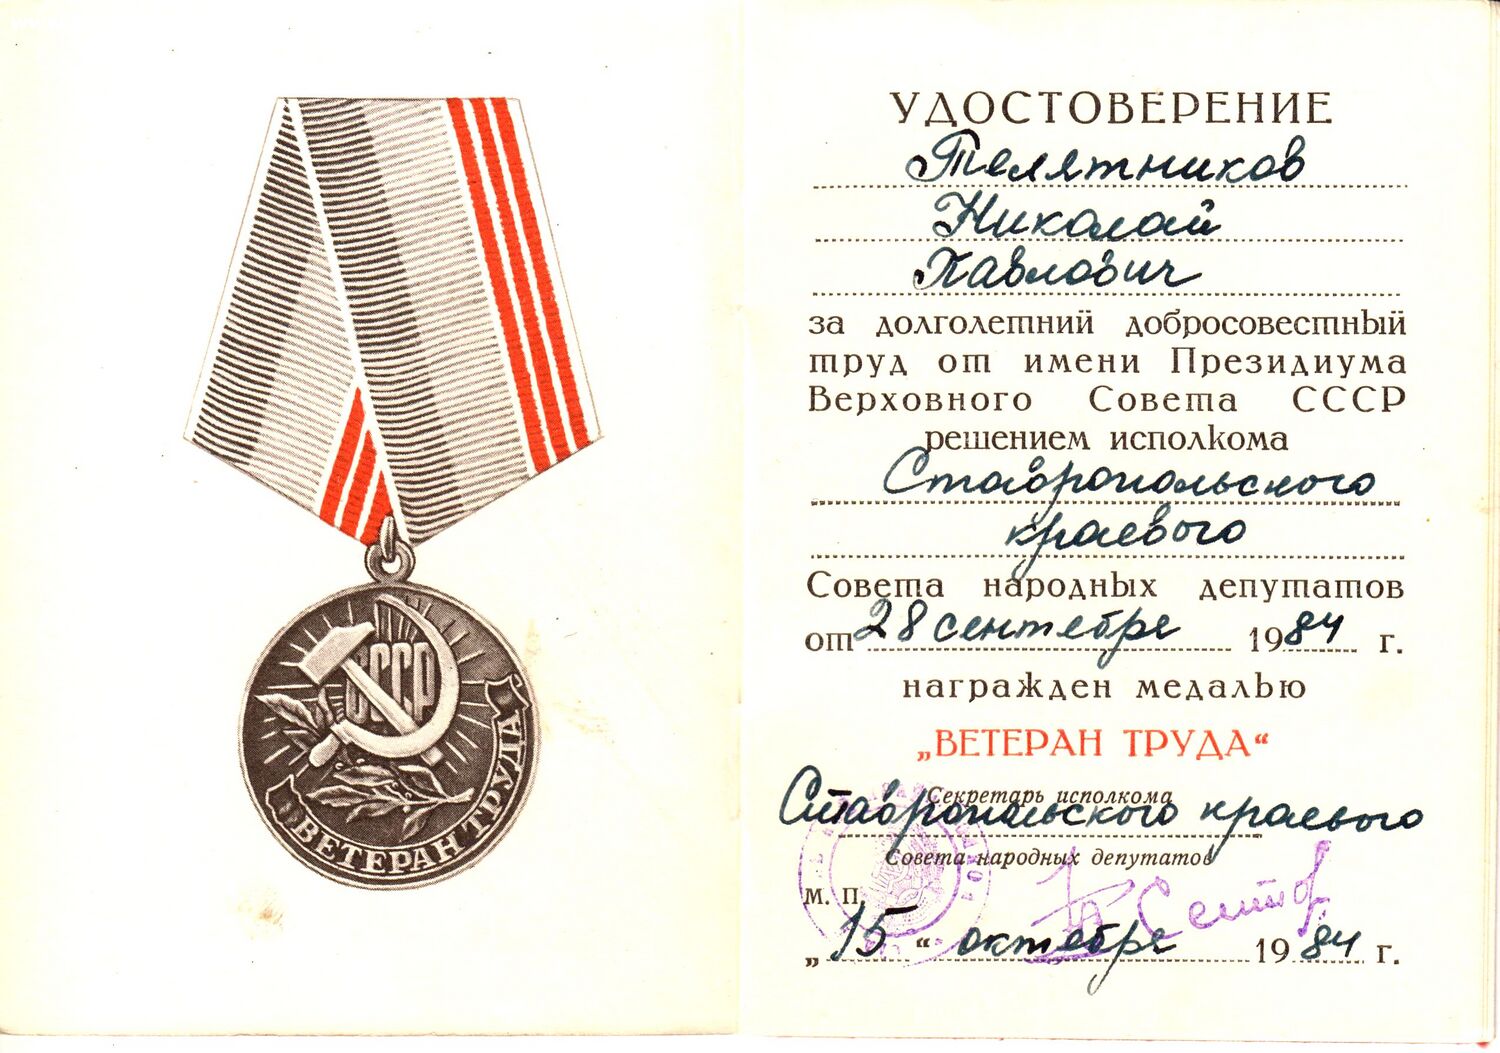 СССР
ВЕТЕРАН ТРУДА
УДОСТОВЕРЕНИЕ
Телятников
Николай
Павлович
за долголетний добросовестный
труд от имени Президиума
Верховного Совета СССР
решением исполкома
Ставропольского
краевого
Совета народных депутатов
от 28 сентября 1984 г.
награжден медалью
„ВЕТЕРАН ТРУДА“
Секретарь исполкома
Ставропольского краевого
Совета народных депутатов
М. П.
„15“ октября 1984 г.